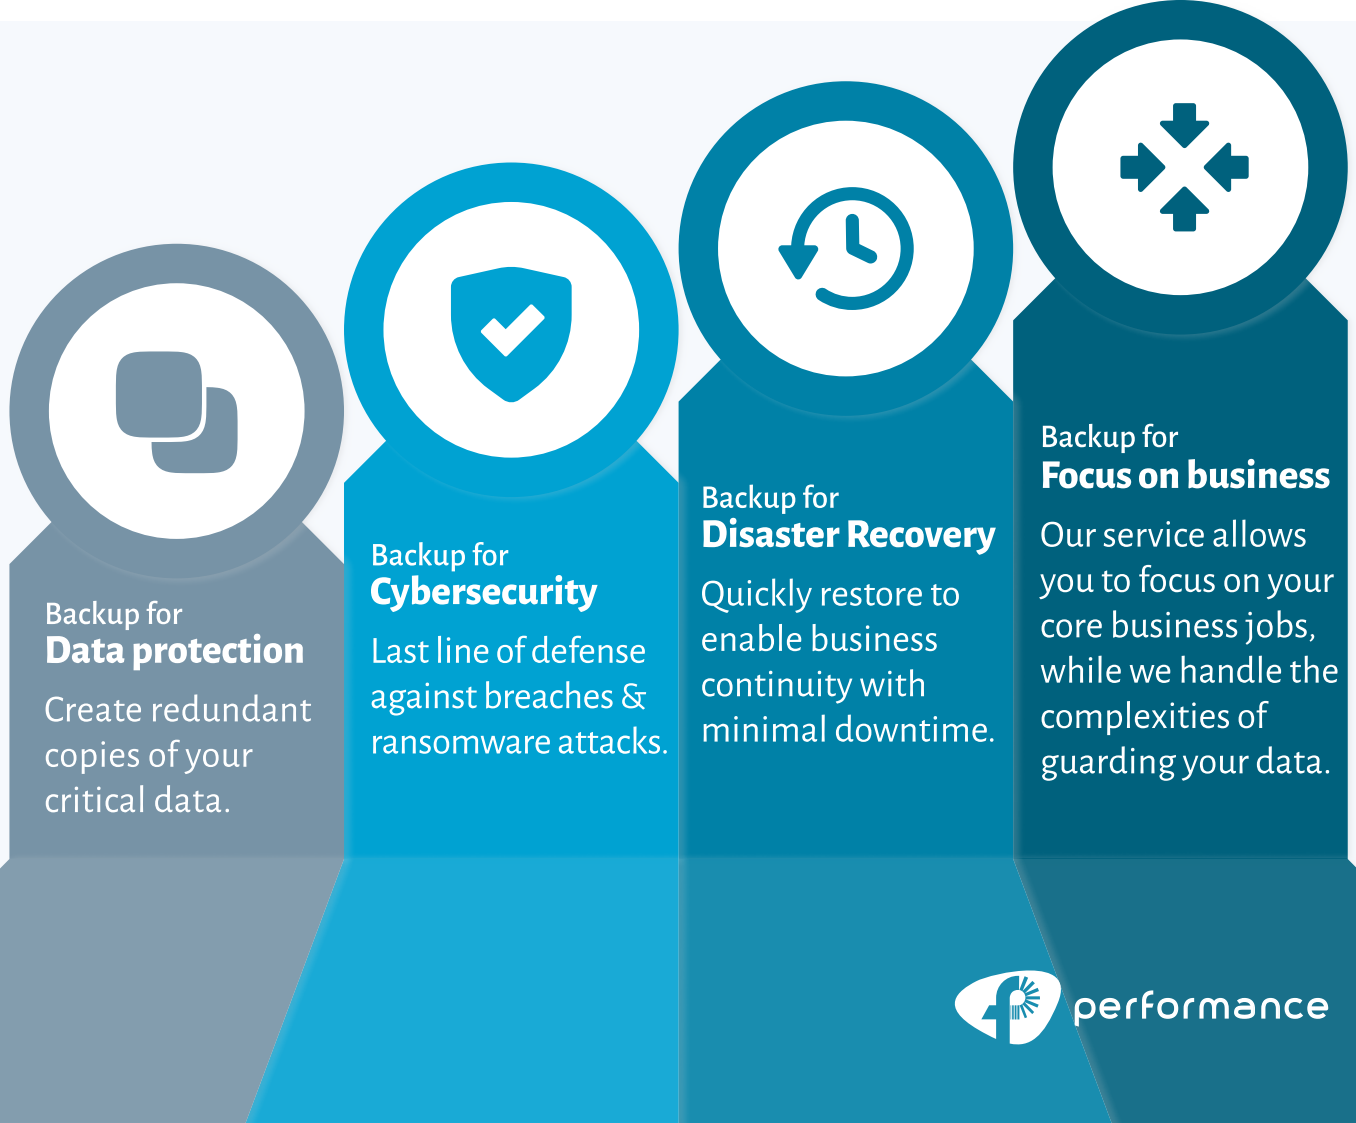 Backup for
Data protection
Create redundant
copies of your
critical data.
Backup for
Cybersecurity
Last line of defense
against breaches &
ransomware attacks.
Backup for
Disaster Recovery
Quickly restore to
enable business
continuity with
minimal downtime.
Backup for
Focus on business
Our service allows
you to focus on your
core business jobs,
while we handle the
complexities of
guarding your data.
performance